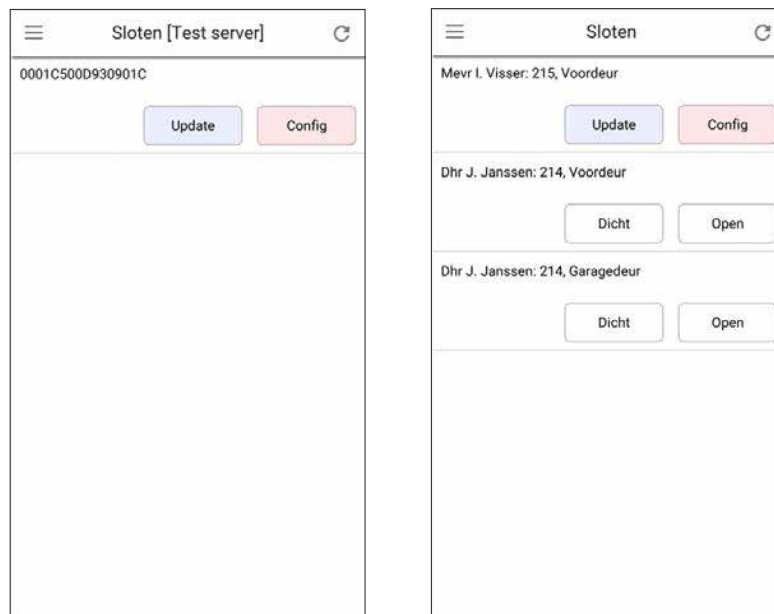 Sloten [Test server]
0001C500D930901C
Update Config
Sloten
Mevr I. Visser: 215, Voordeur
Update Config
Dhr J. Janssen: 214, Voordeur
Dicht Open
Dhr J. Janssen: 214, Garagedeur
Dicht Open